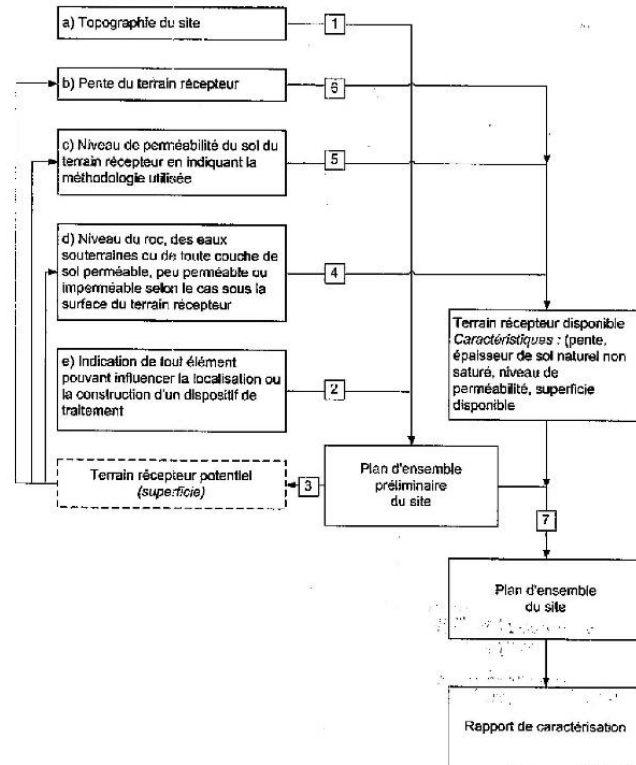 a) Topographie du site
1
b) Pente du terrain récepteur
6
c) Niveau de perméabilité du sol du
terrain récepteur en indiquant la
méthodologie utilisée
5
d) Niveau du roc, des eaux
souterraines cu de toute couche de
sol perméable, peu perméable ou
imperméable selon le cas sous la
surface du terrain récepteur
4
Terrain récepteur disponible
Caractéristiques : (pente,
épaisseur de sol naturel non
saturé, niveau de
perméabilité, superficie
disponible
e) Indication de tout élément
pouvant influencer la localisation ou
la construction d'un dispositif de
traitement
2
Terrain récepteur potentiel
(superficie)
3
Plan d'ensemble
préliminaire
du site
7
Plan d'ensemble
du site
Rapport de caractérisation